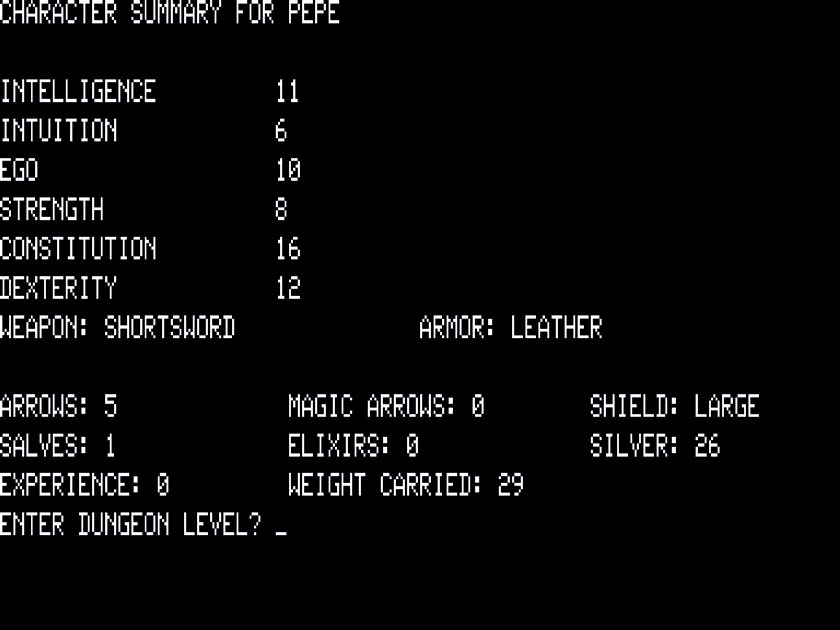 CHARACTER SUMMARY FOR PEPE
INTELLIGENCE 11
INTUITION 6
EGO 10
STRENGTH 8
CONSTITUTION 16
DEXTERITY 12
WEAPON: SHORTSWORD ARMOR: LEATHER
ARROWS: 5 MAGIC ARROWS: 0 SHIELD: LARGE
SALVES: 1 ELIXIRS: 0 SILVER: 26
EXPERIENCE: 0 WEIGHT CARRIED: 29
ENTER DUNGEON LEVEL? _